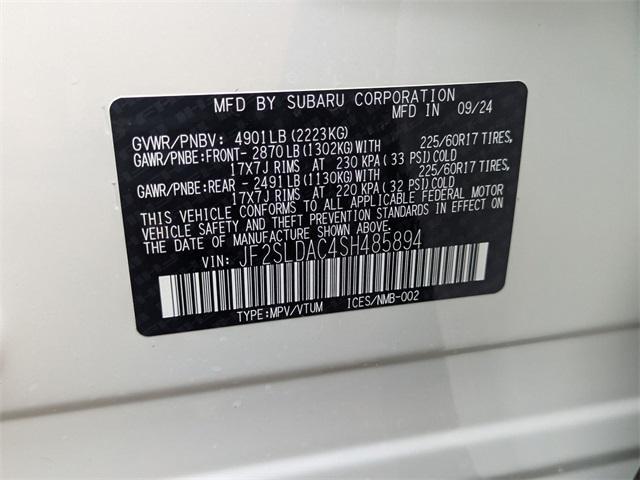 MFD BY SUBARU CORPORATION
MFD IN 09/24
GVWR/PNBV: 4901LB (2223KG)
GAWR/PNBE:FRONT- 2870LB (1302KG)WITH 225/60R17 TIRES,
17X7J RIMS AT 230 KPA ( 33 PSI)COLD
GAWR/PNBE:REAR - 2491LB (1130KG)WITH 225/60R17 TIRES,
17X7J RIMS AT 220 KPA ( 32 PSI)COLD
THIS VEHICLE CONFORMS TO ALL APPLICABLE FEDERAL MOTOR
VEHICLE SAFETY AND THEFT PREVENTION STANDARDS IN EFFECT
ON THE DATE OF MANUFACTURE SHOWN ABOVE.
VIN: JF2SLDAC4SH485894
TYPE:MPV/VTUM ICES/NMB-002